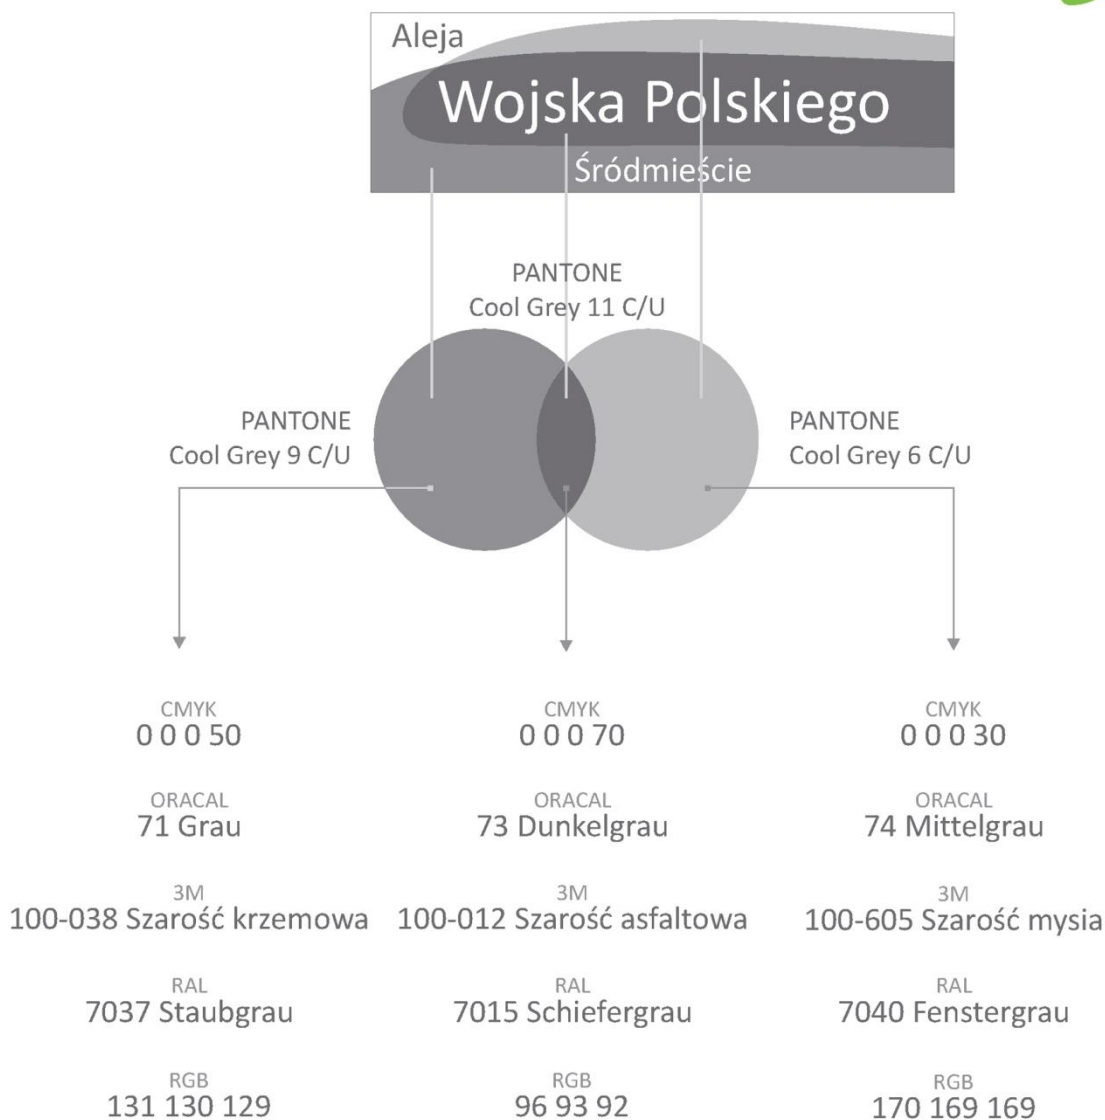 Aleja
Wojska Polskiego
Śródmieście
PANTONE
Cool Grey 11 C/U
PANTONE
Cool Grey 9 C/U
PANTONE
Cool Grey 6 C/U
CMYK
0 0 0 50
ORACAL
71 Grau
3M
100-038 Szarość krzemowa
RAL
7037 Staubgrau
RGB
131 130 129
CMYK
0 0 0 70
ORACAL
73 Dunkelgrau
3M
100-012 Szarość asfaltowa
RAL
7015 Schiefergrau
RGB
96 93 92
CMYK
0 0 0 30
ORACAL
74 Mittelgrau
3M
100-605 Szarość mysia
RAL
7040 Fenstergrau
RGB
170 169 169